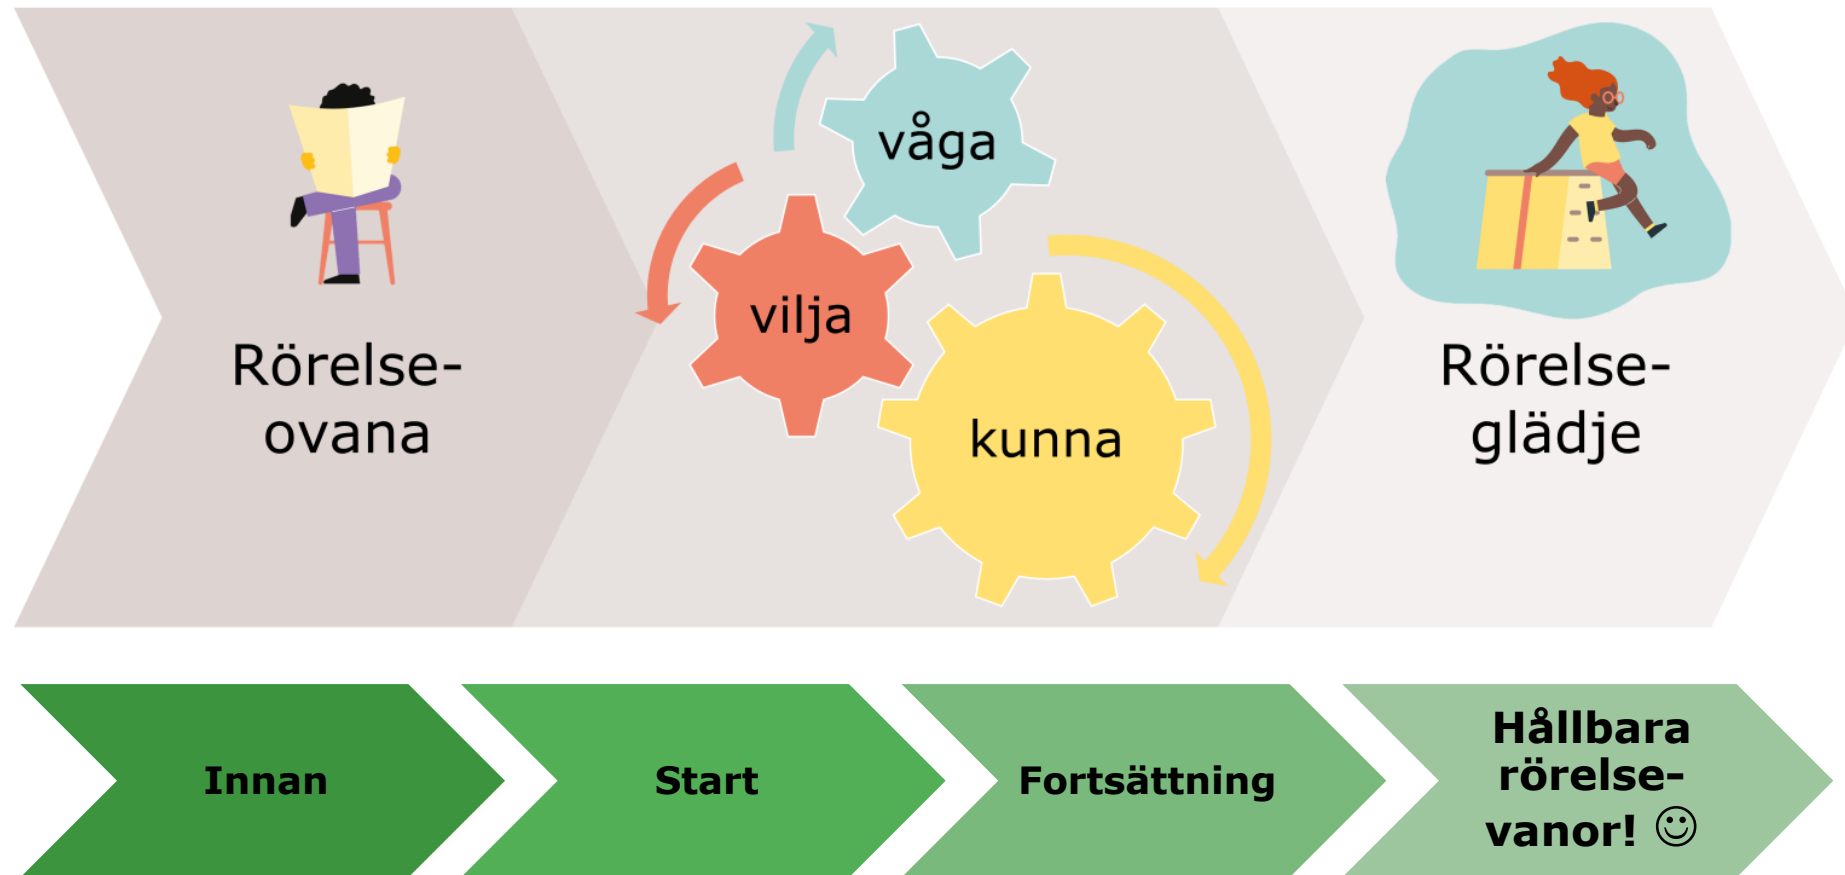 Rörelse-
ovana
våga
vilja
kunna
Rörelse-
glädje
Innan
Start
Fortsättning
Hållbara
rörelse-
vanor! ☺